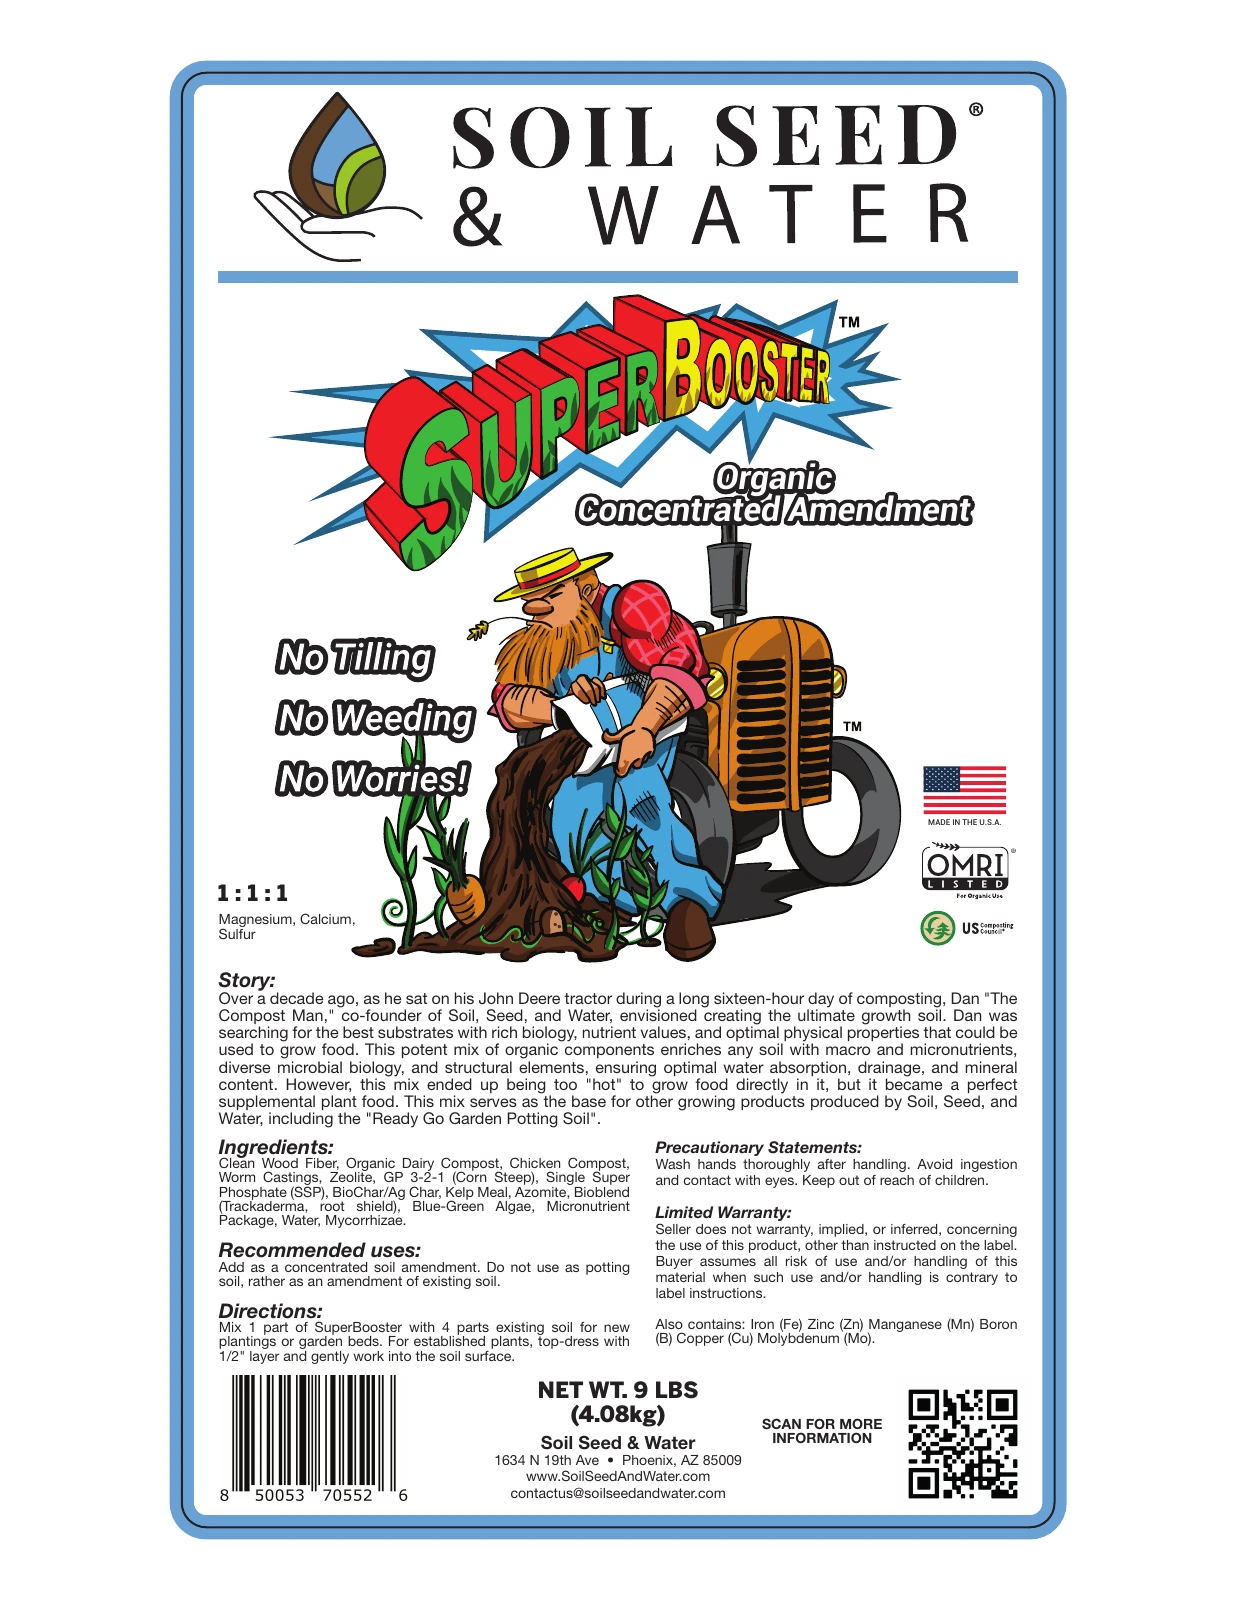 SOIL SEED®
& WATER
SUPERBOOSTER™
Organic
Concentrated Amendment
No Tilling
No Weeding
No Worries!
TM
MADE IN THE U.S.A.
OMRI®
LISTED
For Organic Use
US Composting
Council®
1:1:1
Magnesium, Calcium,
Sulfur
Story:
Over a decade ago, as he sat on his John Deere tractor during a long sixteen-hour day of composting, Dan "The
Compost Man," co-founder of Soil, Seed, and Water, envisioned creating the ultimate growth soil. Dan was
searching for the best substrates with rich biology, nutrient values, and optimal physical properties that could be
used to grow food. This potent mix of organic components enriches any soil with macro and micronutrients,
diverse microbial biology, and structural elements, ensuring optimal water absorption, drainage, and mineral
content. However, this mix ended up being too "hot" to grow food directly in it, but it became a perfect
supplemental plant food. This mix serves as the base for other growing products produced by Soil, Seed, and
Water, including the "Ready Go Garden Potting Soil".
Ingredients:
Clean Wood Fiber, Organic Dairy Compost, Chicken Compost,
Worm Castings, Zeolite, GP 3-2-1 (Corn Steep), Single Super
Phosphate (SSP), BioChar/Ag Char, Kelp Meal, Azomite, Bioblend
(Trackaderma, root shield), Blue-Green Algae, Micronutrient
Package, Water, Mycorrhizae.
Recommended uses:
Add as a concentrated soil amendment. Do not use as potting
soil, rather as an amendment of existing soil.
Directions:
Mix 1 part of SuperBooster with 4 parts existing soil for new
plantings or garden beds. For established plants, top-dress with
1/2" layer and gently work into the soil surface.
Precautionary Statements:
Wash hands thoroughly after handling. Avoid ingestion
and contact with eyes. Keep out of reach of children.
Limited Warranty:
Seller does not warranty, implied, or inferred, concerning
the use of this product, other than instructed on the label.
Buyer assumes all risk of use and/or handling of this
material when such use and/or handling is contrary to
label instructions.
Also contains: Iron (Fe) Zinc (Zn) Manganese (Mn) Boron
(B) Copper (Cu) Molybdenum (Mo).
8 50053 70552 6
NET WT. 9 LBS
(4.08kg)
Soil Seed & Water
1634 N 19th Ave • Phoenix, AZ 85009
www.SoilSeedAndWater.com
contactus@soilseedandwater.com
SCAN FOR MORE
INFORMATION